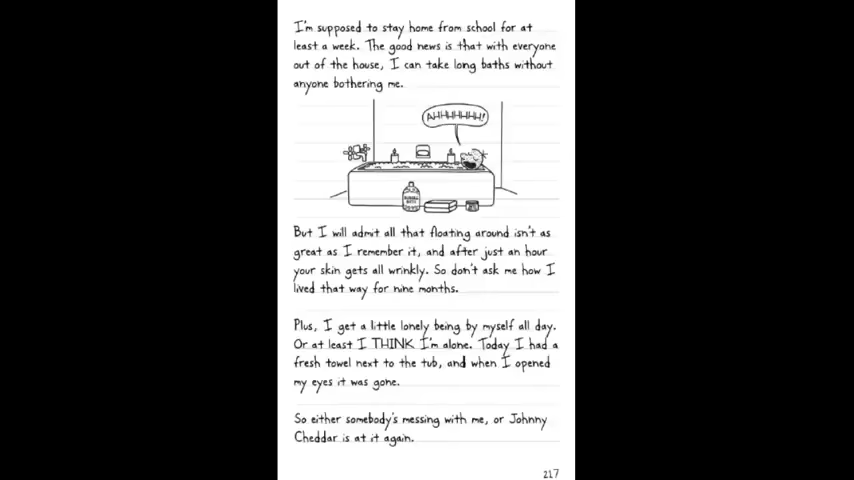 I'm supposed to stay home from school for at
least a week. The good news is that with everyone
out of the house, I can take long baths without
anyone bothering me.
AHHHHHH!
BUBBLE
BATH
But I will admit all that floating around isn't as
great as I remember it, and after just an hour
your skin gets all wrinkly. So don't ask me how I
lived that way for nine months.
Plus, I get a little lonely being by myself all day.
Or at least I THINK I'm alone. Today I had a
fresh towel next to the tub, and when I opened
my eyes it was gone.
So either somebody's messing with me, or Johnny
Cheddar is at it again.
217